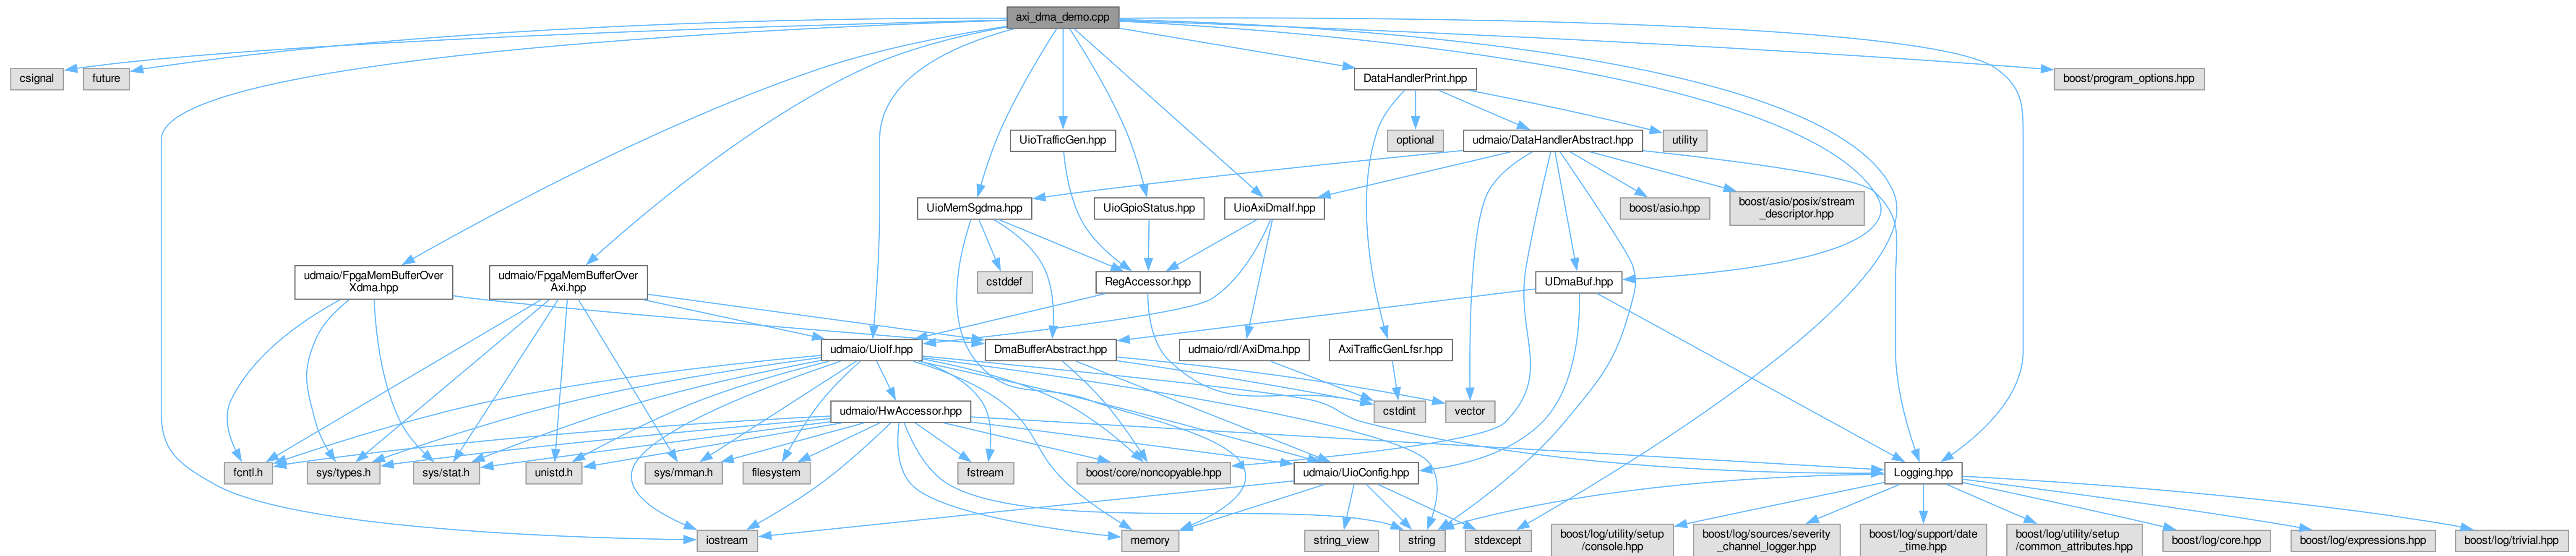 axi_dma_demo.cpp
csignal
future
DataHandlerPrint.hpp
boost/program_options.hpp
UioTrafficGen.hpp
optional
udmaio/DataHandlerAbstract.hpp
utility
UioMemSgdma.hpp
UioGpioStatus.hpp
UioAxiDmaIf.hpp
boost/asio.hpp
boost/asio/posix/stream
_descriptor.hpp
udmaio/FpgaMemBufferOver
Xdma.hpp
udmaio/FpgaMemBufferOver
Axi.hpp
cstddef
RegAccessor.hpp
UDmaBuf.hpp
udmaio/UioIf.hpp
DmaBufferAbstract.hpp
udmaio/rdl/AxiDma.hpp
AxiTrafficGenLfsr.hpp
udmaio/HwAccessor.hpp
cstdint
vector
fcntl.h
sys/types.h
sys/stat.h
unistd.h
sys/mman.h
filesystem
fstream
boost/core/noncopyable.hpp
udmaio/UioConfig.hpp
Logging.hpp
iostream
memory
string_view
string
stdexcept
boost/log/utility/setup
/console.hpp
boost/log/sources/severity
_channel_logger.hpp
boost/log/support/date
_time.hpp
boost/log/utility/setup
/common_attributes.hpp
boost/log/core.hpp
boost/log/expressions.hpp
boost/log/trivial.hpp